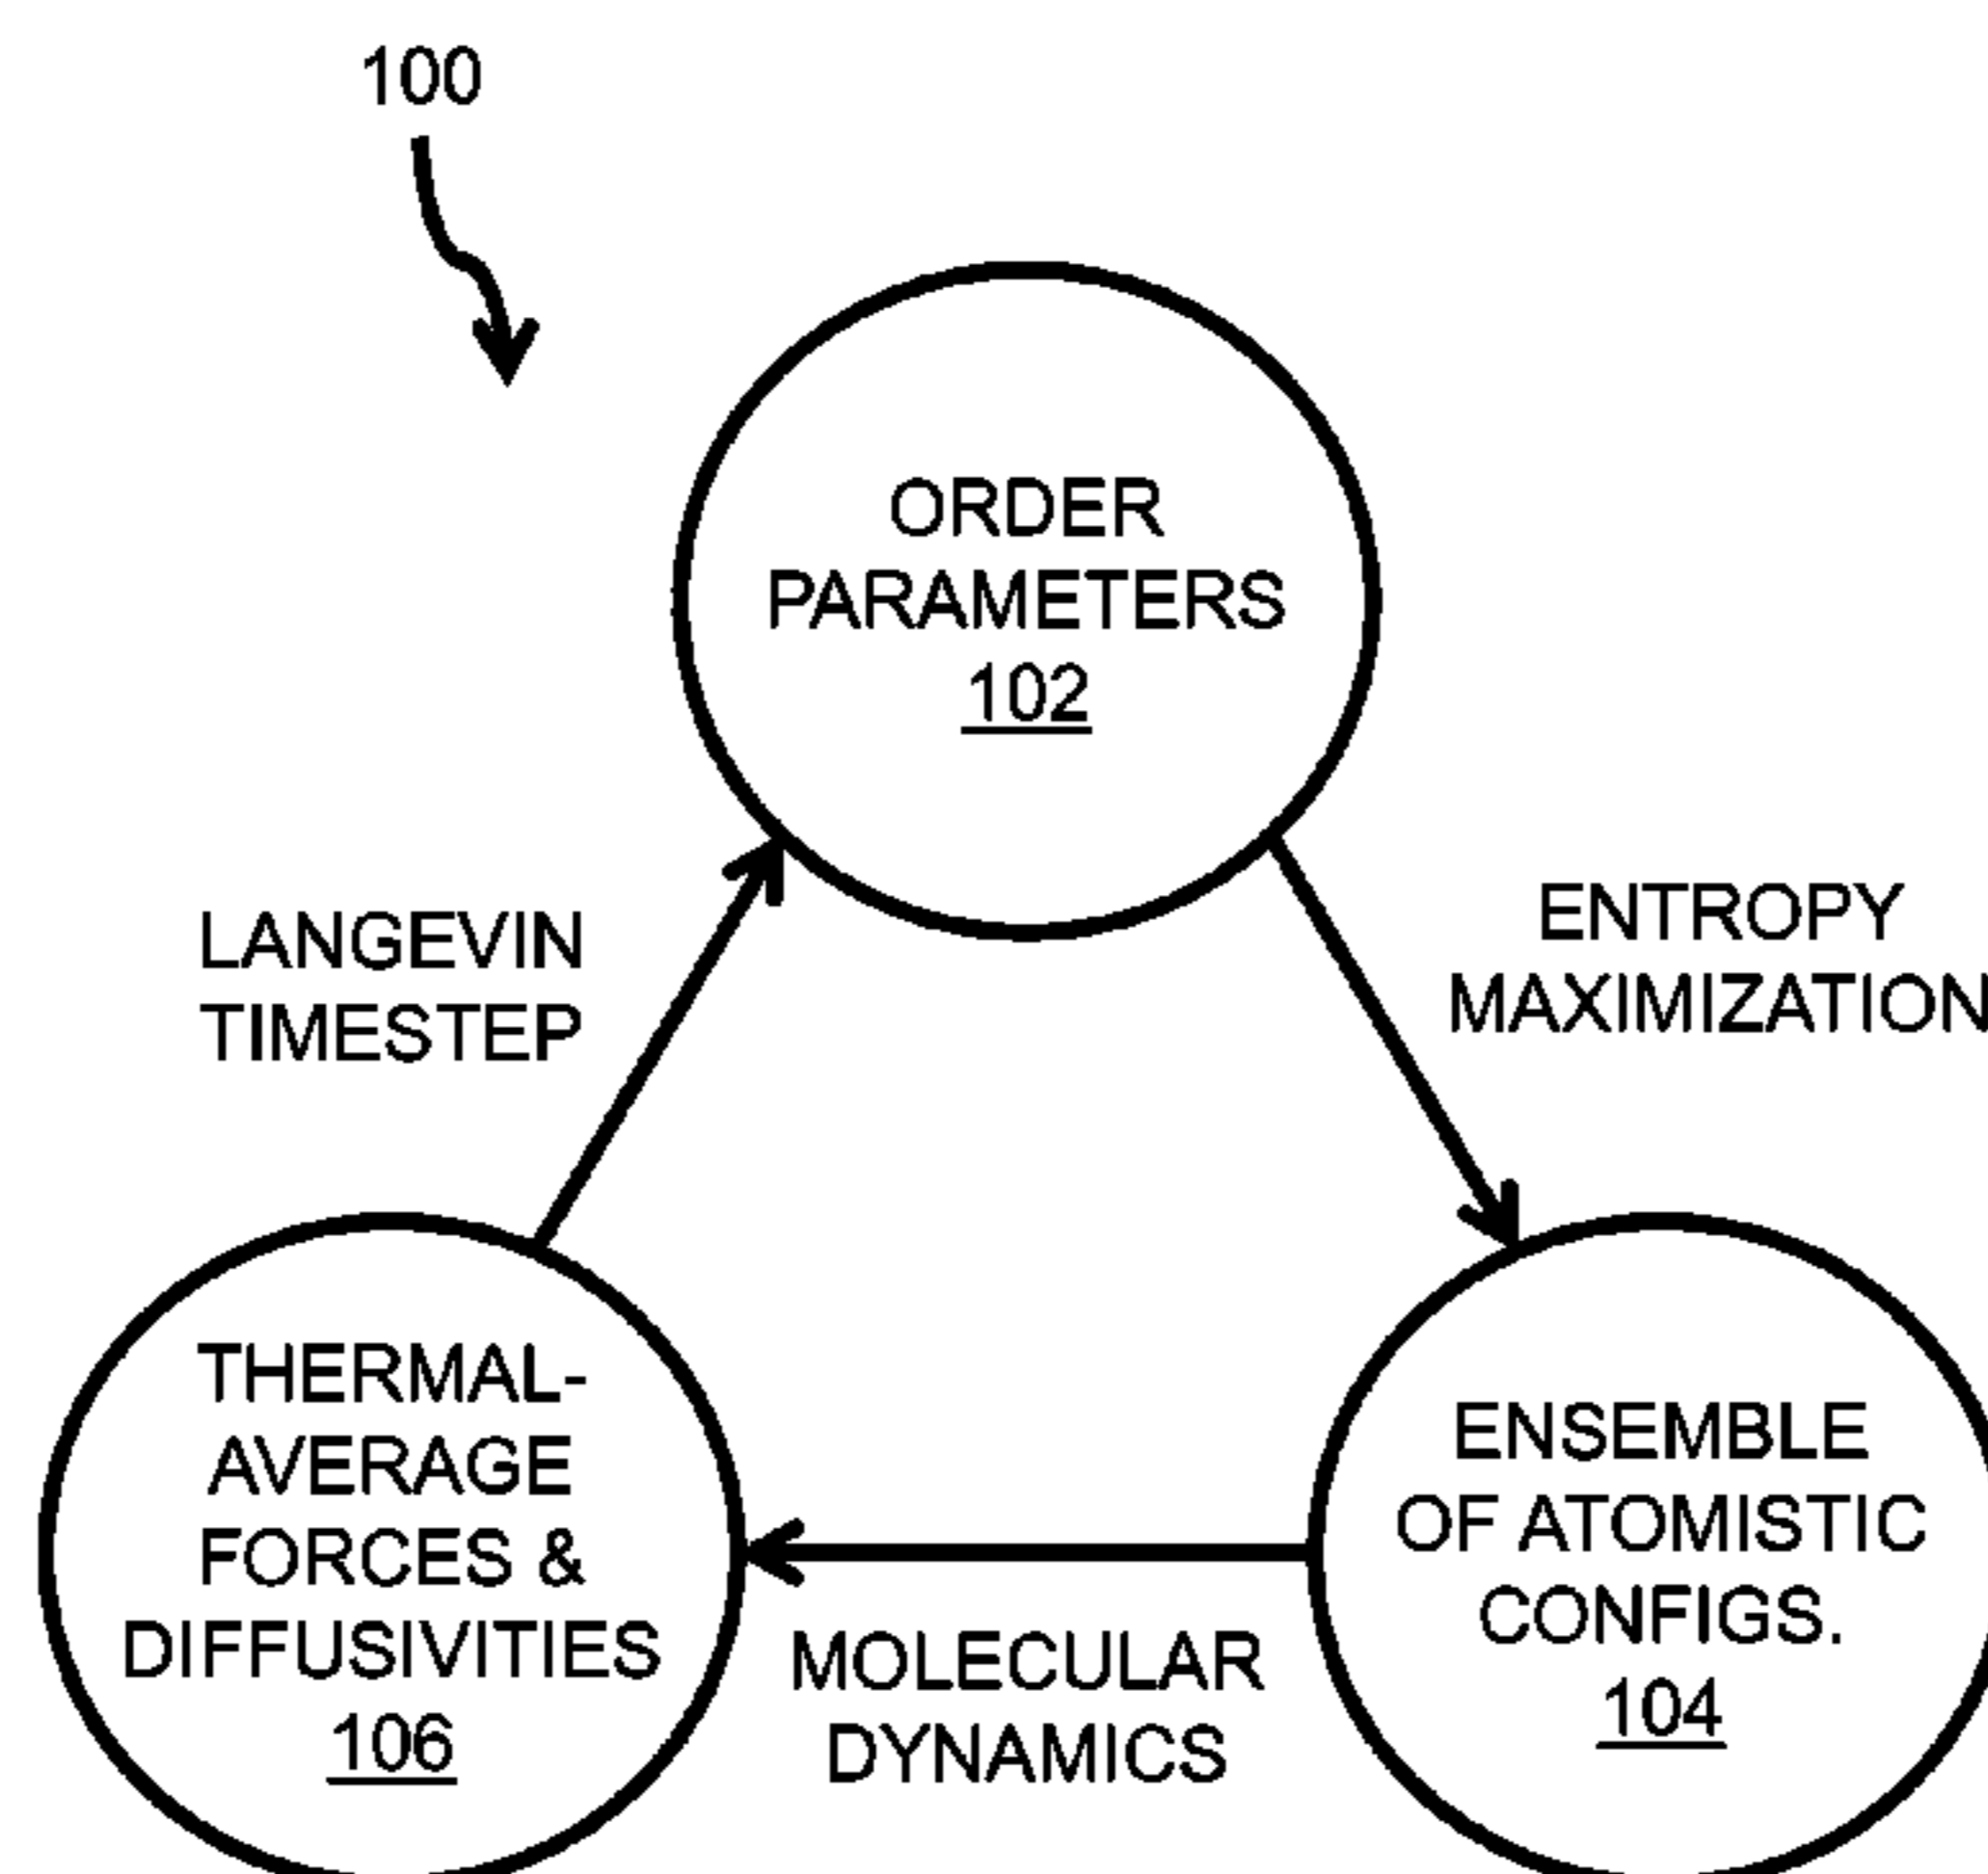 100
ORDER
PARAMETERS
102
LANGEVIN
TIMESTEP
ENTROPY
MAXIMIZATION
THERMAL-
AVERAGE
FORCES &
DIFFUSIVITIES
106
MOLECULAR
DYNAMICS
ENSEMBLE
OF ATOMISTIC
CONFIGS.
104